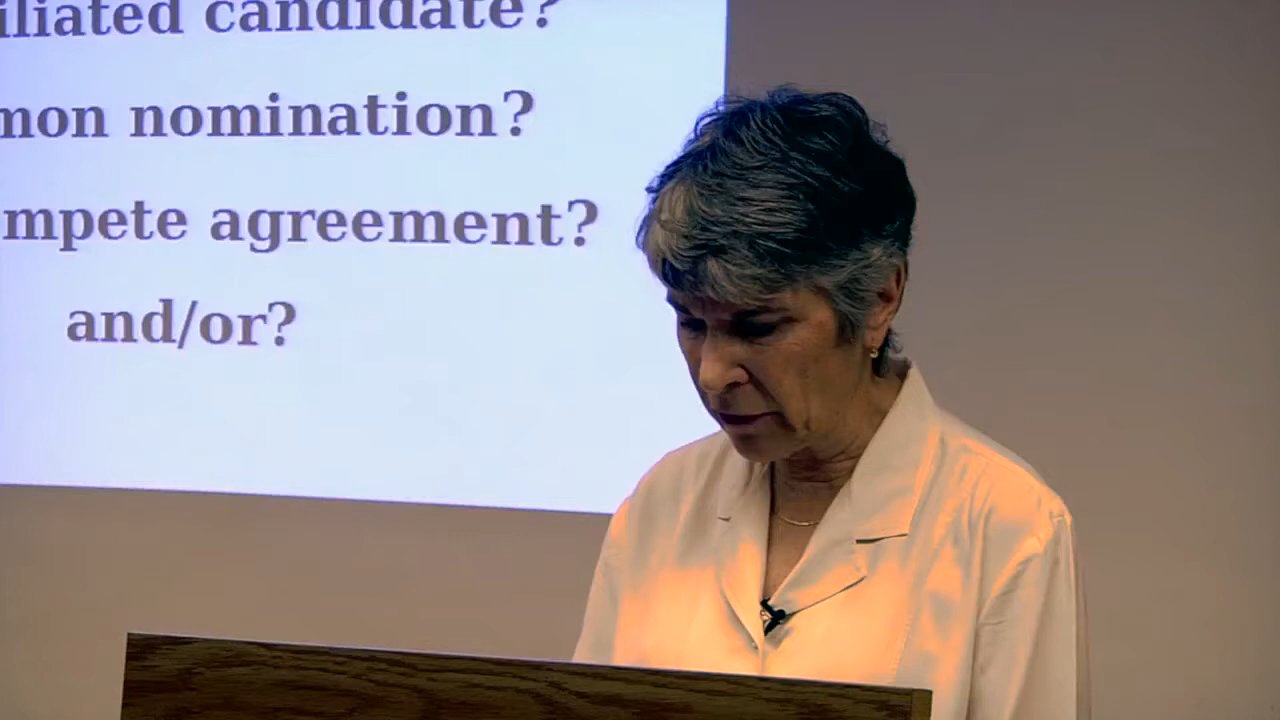 iliated candidate?
mon nomination?
mpete agreement?
and/or?